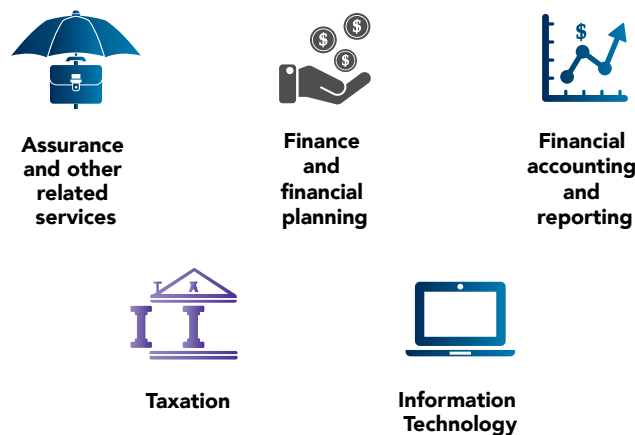 $
$
$
$
Assurance
and other
related
services
Finance
and
financial
planning
Financial
accounting
and
reporting
T A
Taxation
Information
Technology